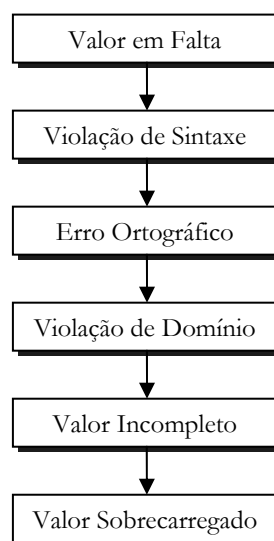 Valor em Falta
Violação de Sintaxe
Erro Ortográfico
Violação de Domínio
Valor Incompleto
Valor Sobrecarregado